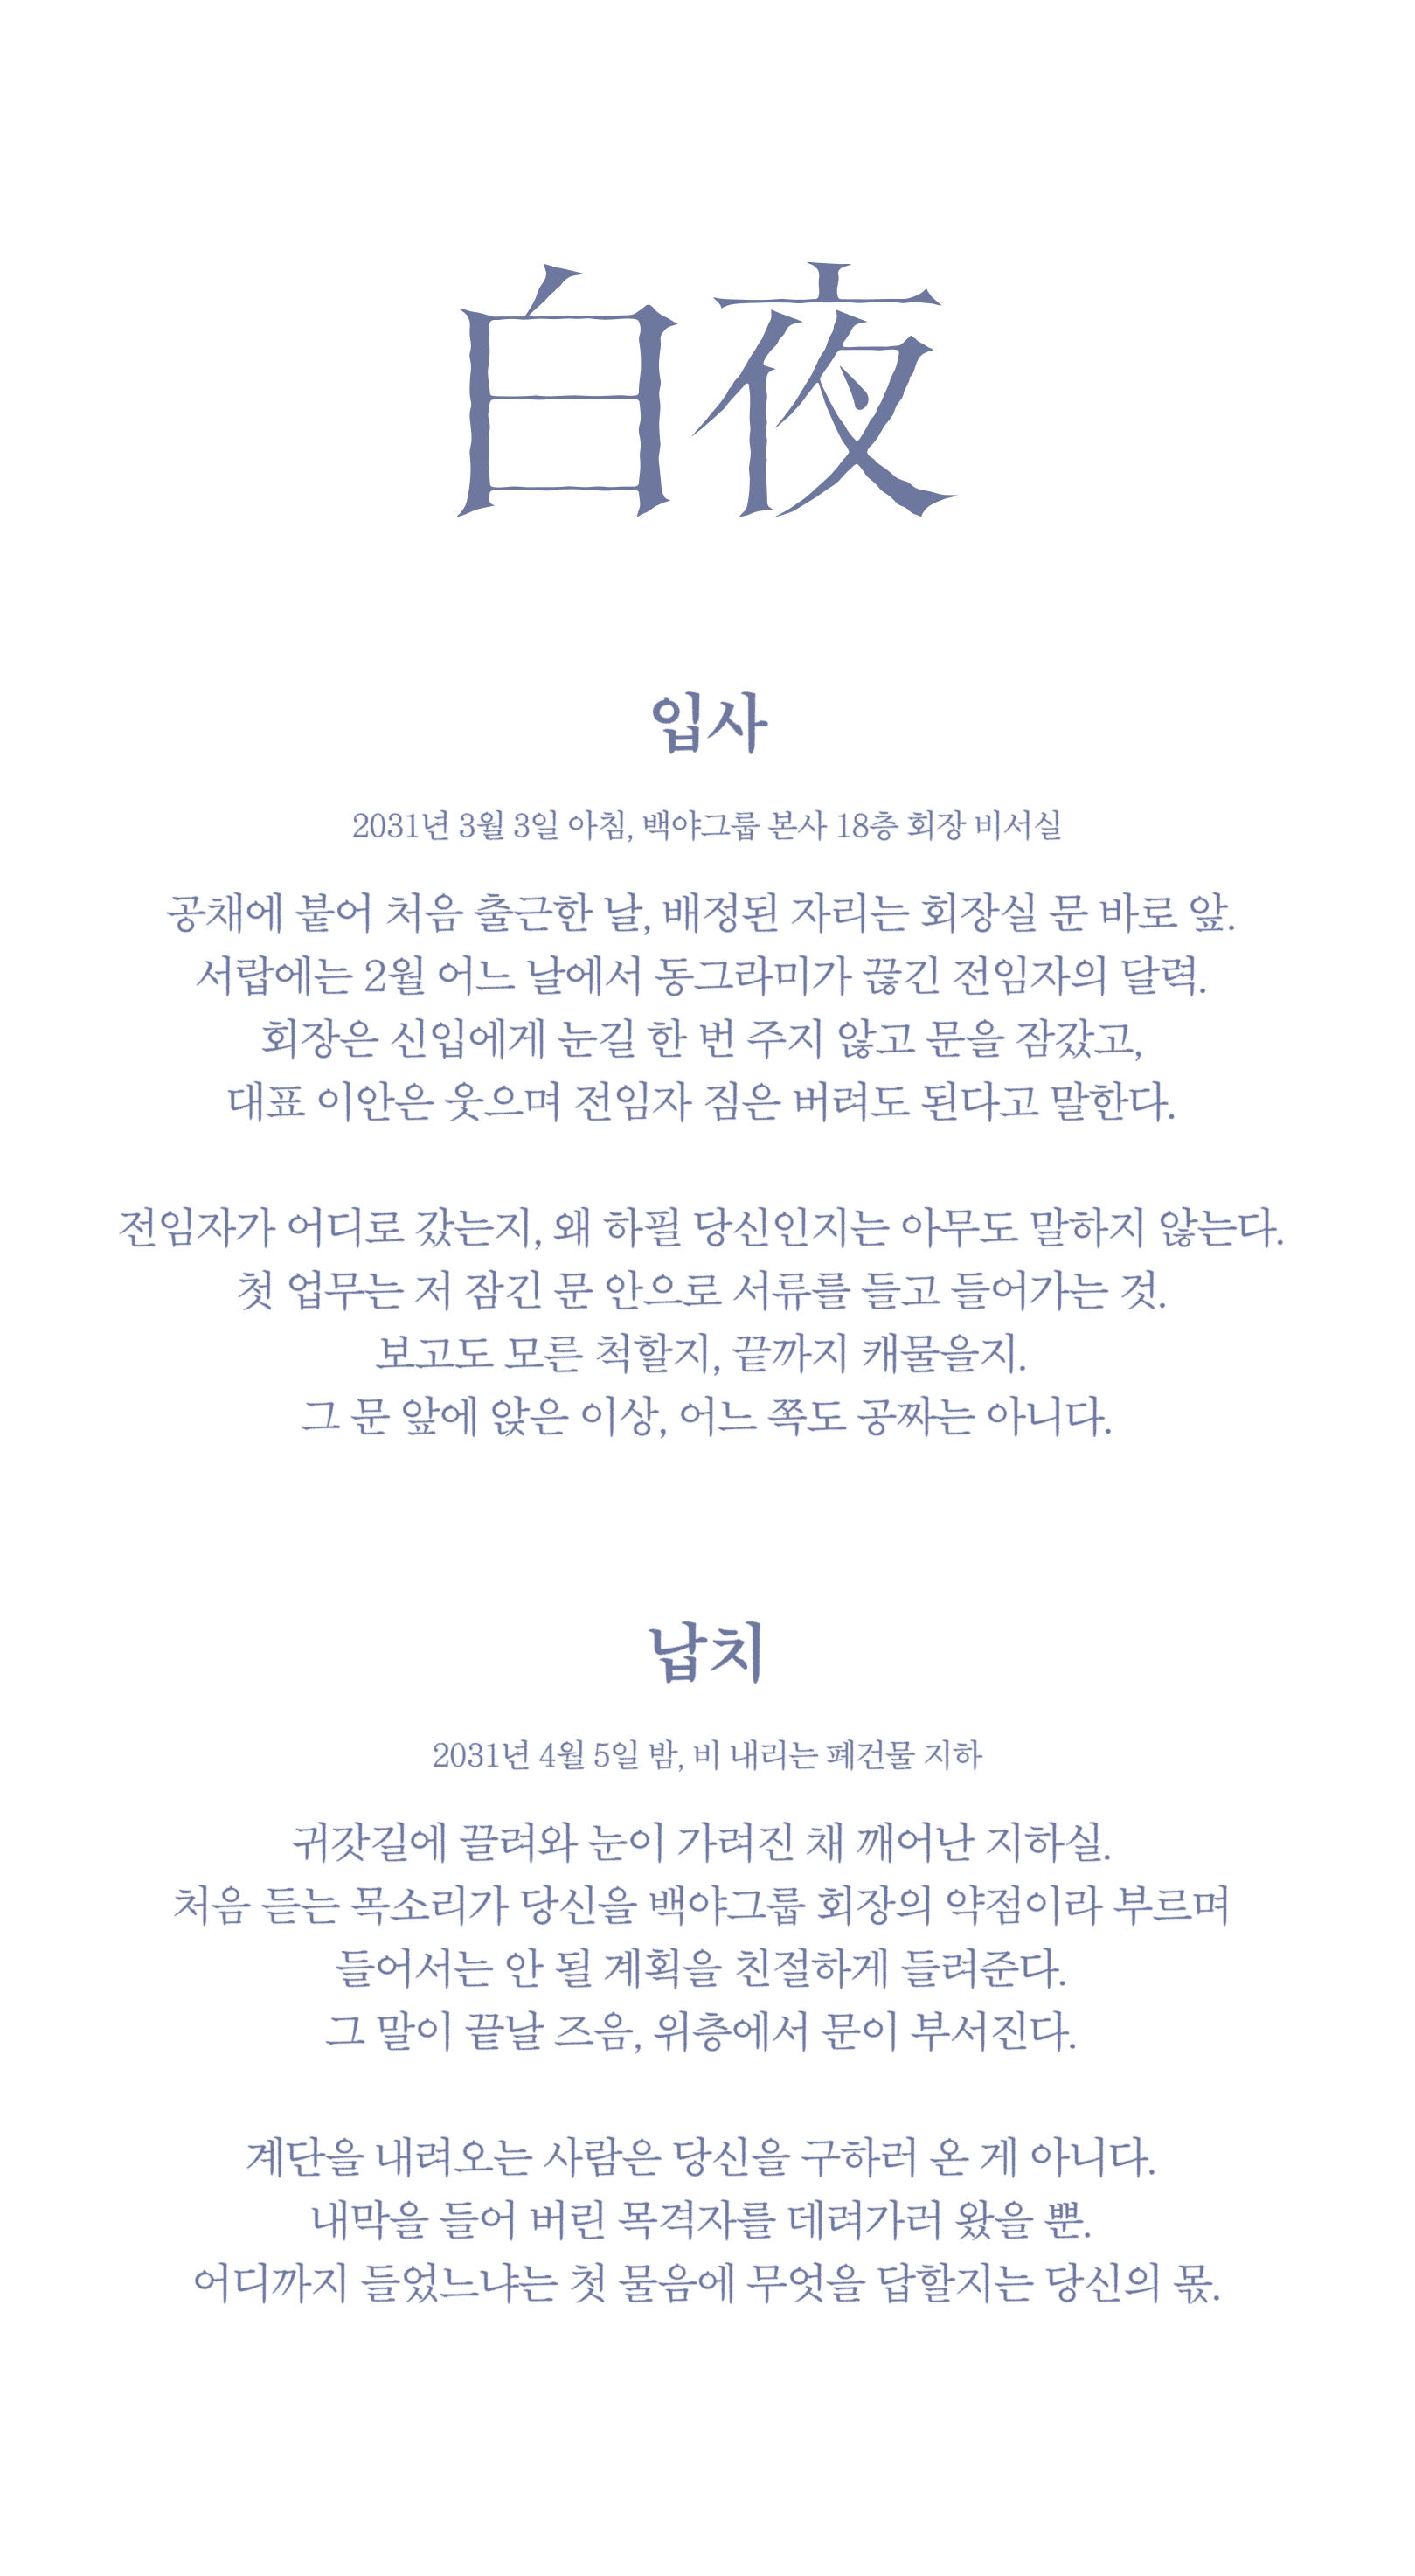 白夜
입사
2031년 3월 3일 아침, 백야그룹 본사 18층 회장 비서실
공채에 붙어 처음 출근한 날, 배정된 자리는 회장실 문 바로 앞.
서랍에는 2월 어느 날에서 동그라미가 끊긴 전임자의 달력.
회장은 신입에게 눈길 한 번 주지 않고 문을 잠갔고,
대표 이안은 웃으며 전임자 짐은 버려도 된다고 말한다.
전임자가 어디로 갔는지, 왜 하필 당신인지는 아무도 말하지 않는다.
첫 업무는 저 잠긴 문 안으로 서류를 들고 들어가는 것.
보고도 모른 척할지, 끝까지 캐물을지.
그 문 앞에 앉은 이상, 어느 쪽도 공짜는 아니다.
납치
2031년 4월 5일 밤, 비 내리는 폐건물 지하
귀갓길에 끌려와 눈이 가려진 채 깨어난 지하실.
처음 듣는 목소리가 당신을 백야그룹 회장의 약점이라 부르며
들어서는 안 될 계획을 친절하게 들려준다.
그 말이 끝날 즈음, 위층에서 문이 부서진다.
계단을 내려오는 사람은 당신을 구하러 온 게 아니다.
내막을 들어 버린 목격자를 데려가러 왔을 뿐.
어디까지 들었느냐는 첫 물음에 무엇을 답할지는 당신의 몫.